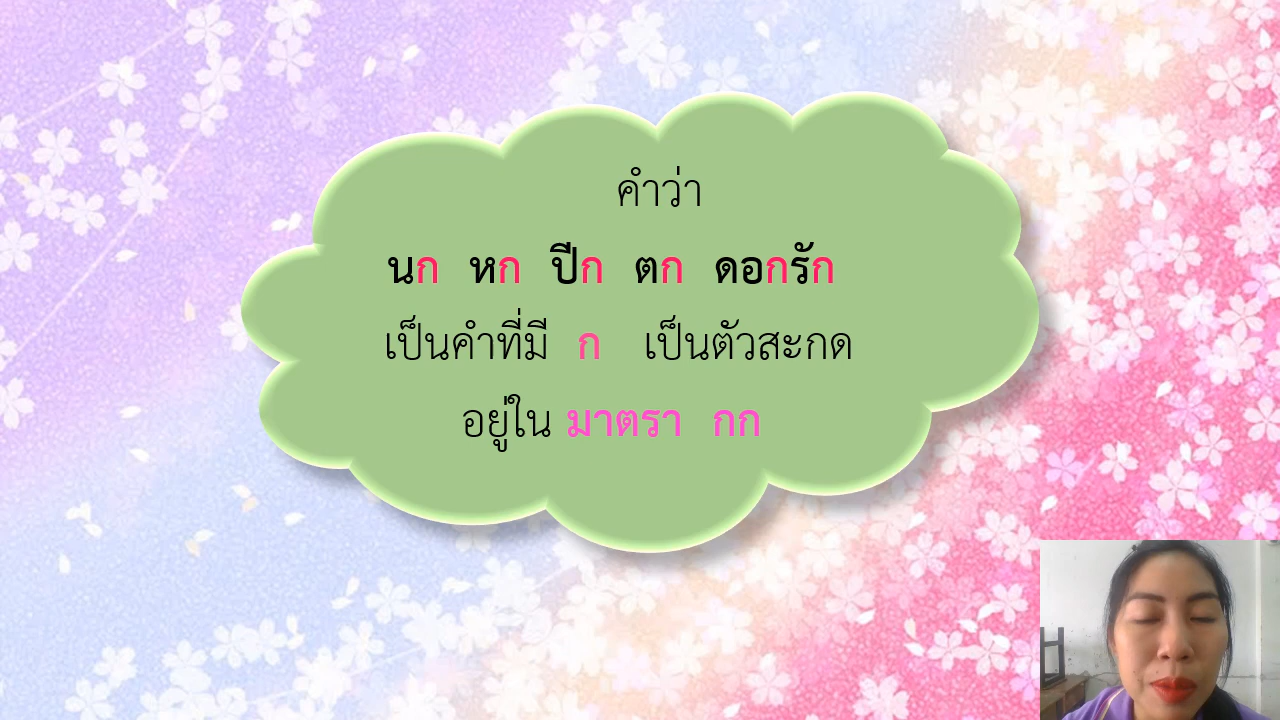 คำว่า
นก หก ปีก ตก ดอกรัก
เป็นคำที่มี ก เป็นตัวสะกด
อยู่ใน มาตรา กก